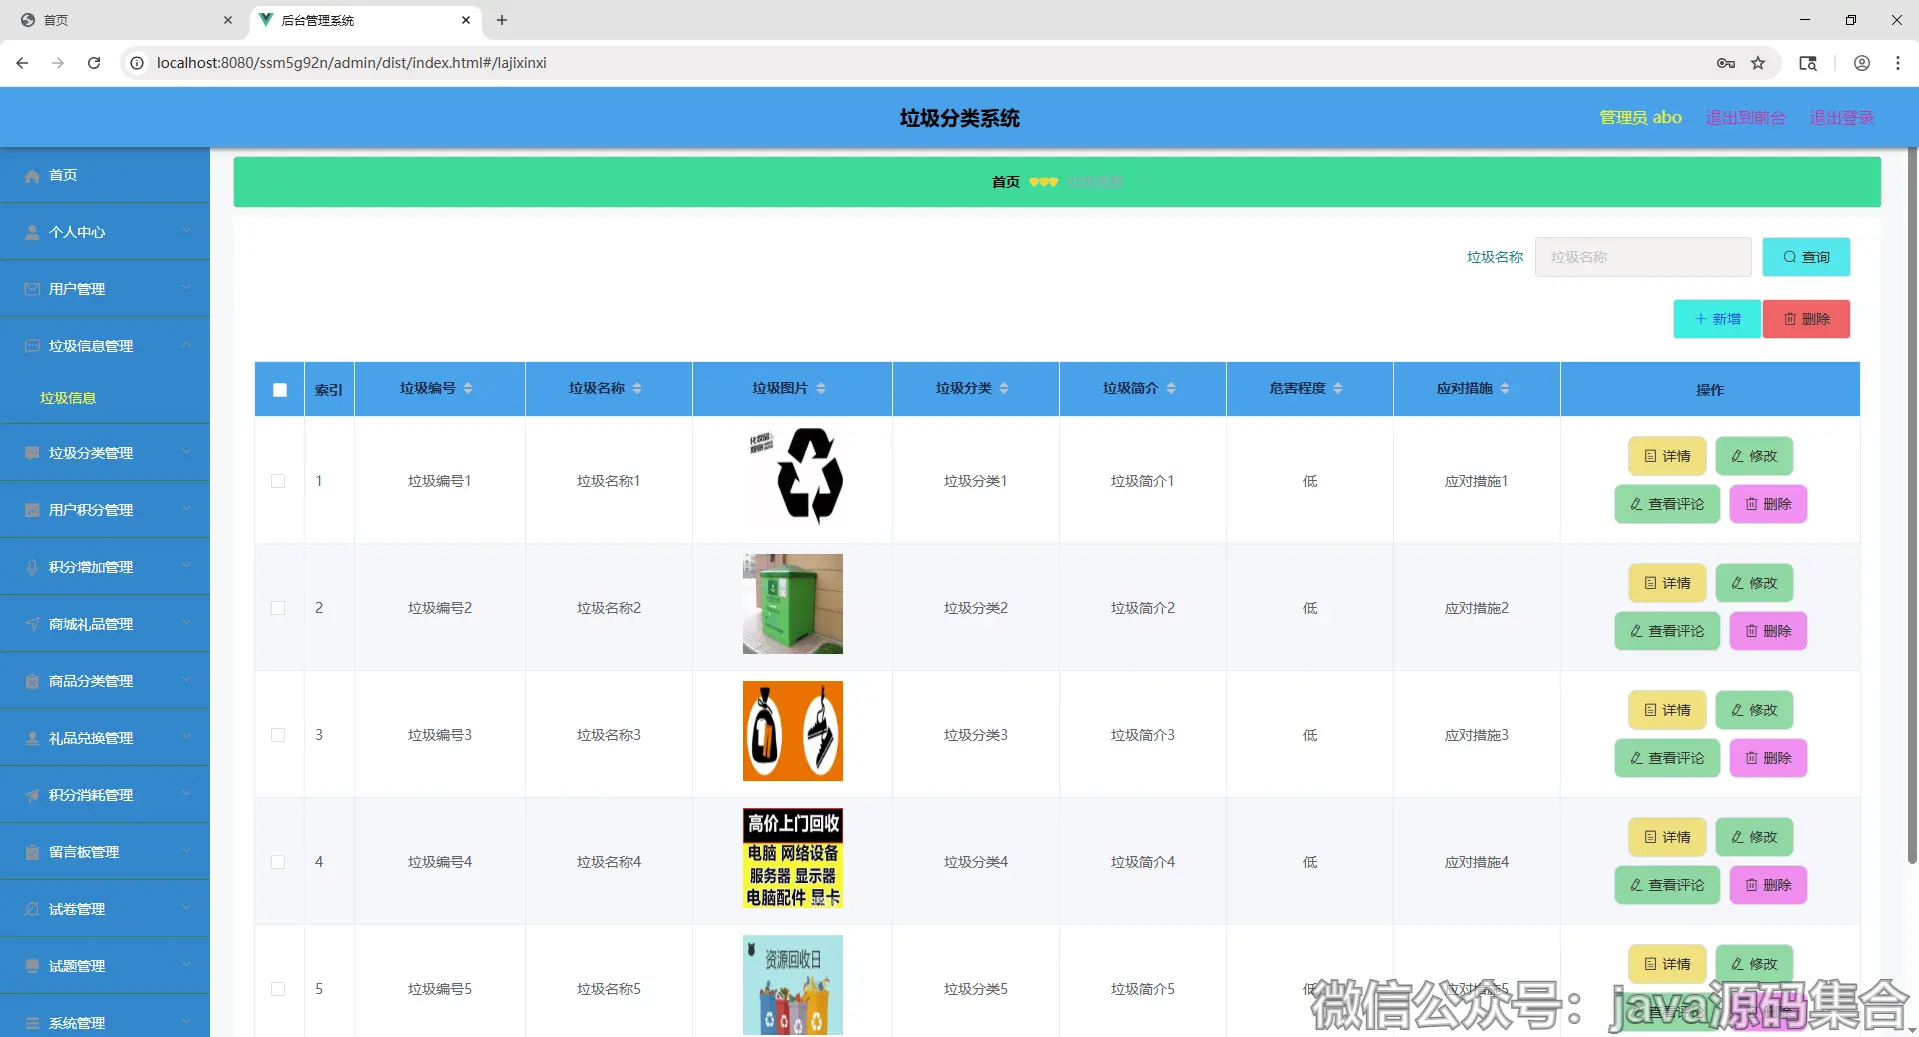 首页
后台管理系统
localhost:8080/ssm5g92n/admin/dist/index.html#/lajixinxi
垃圾分类系统
管理员 abo
退出到前台
退出登录
首页
个人中心
用户管理
垃圾信息管理
垃圾信息
垃圾分类管理
用户积分管理
积分增加管理
商城礼品管理
商品分类管理
礼品兑换管理
积分消耗管理
留言板管理
试卷管理
试题管理
系统管理
首页 垃圾信息
垃圾名称 垃圾名称 查询
新增 删除
索引 垃圾编号 垃圾名称 垃圾图片 垃圾分类 垃圾简介 危害程度 应对措施 操作
1 垃圾编号1 垃圾名称1 垃圾分类1 垃圾简介1 低 应对措施1
详情 修改
查看评论 删除
2 垃圾编号2 垃圾名称2 垃圾分类2 垃圾简介2 低 应对措施2
详情 修改
查看评论 删除
3 垃圾编号3 垃圾名称3 垃圾分类3 垃圾简介3 低 应对措施3
详情 修改
查看评论 删除
4 垃圾编号4 垃圾名称4 垃圾分类4 垃圾简介4 低 应对措施4
高价上门回收
电脑 网络设备
服务器 显示器
电脑配件 显卡
详情 修改
查看评论 删除
5 垃圾编号5 垃圾名称5 垃圾分类5 垃圾简介5 低 应对措施5
资源回收日
详情 修改
查看评论 删除
微信公众号：java源码集合